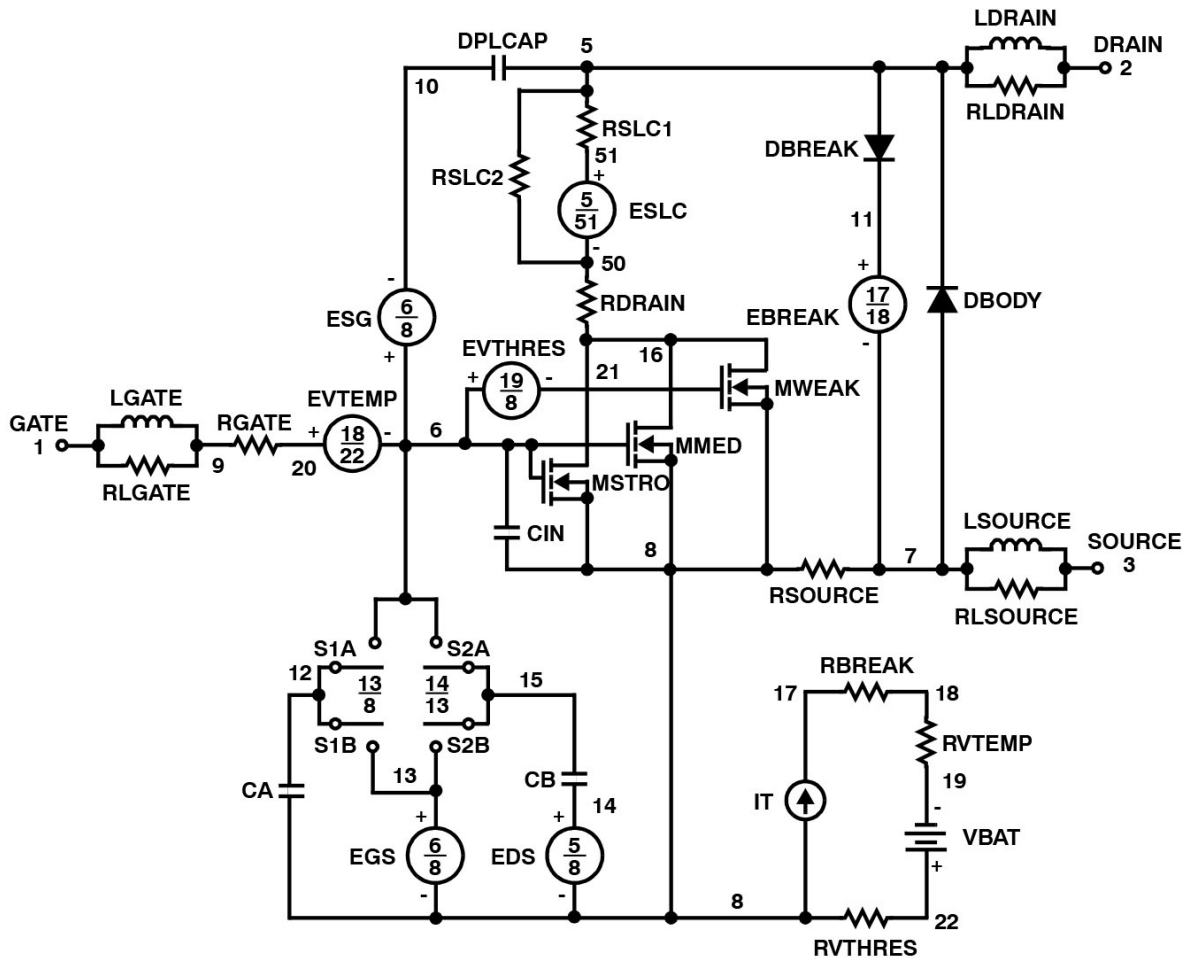 LDRAIN
DPLCAP 5 DRAIN
2
10
RLDRAIN
RSLC1
DBREAK
51
+
RSLC2
5
51
ESLC
11
-
50
-
+
RDRAIN
ESG
6
8
EBREAK
17
18
DBODY
+
-
EVTHRES
16
21
+ 19
8
-
MWEAK
LGATE
EVTEMP
GATE
1
RGATE
+ 18
22
-
6
MMED
9
20
RLGATE
MSTRO
LSOURCE
CIN
8
7
SOURCE
3
RSOURCE
RLSOURCE
S1A
S2A
12
13
8
14
13
15
RBREAK
17
18
S1B
S2B
RVTEMP
13
CB
CA
14
IT
19
-
+
+
VBAT
EGS
6
8
EDS
5
8
+
-
-
8
22
RVTHRES